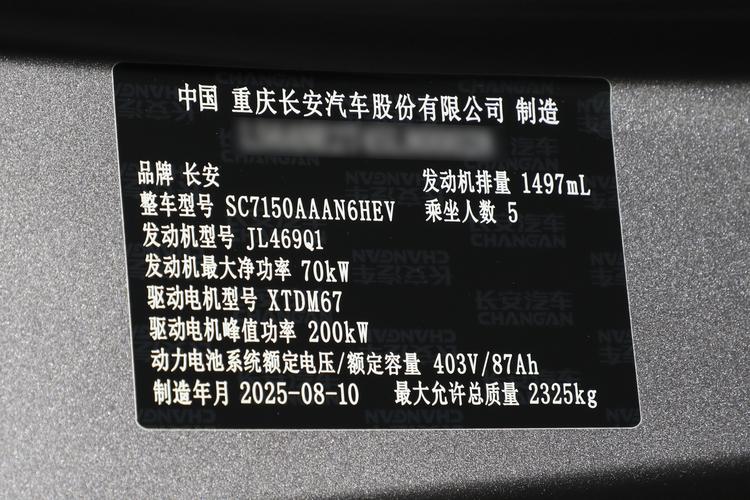 中国 重庆长安汽车股份有限公司 制造
品牌 长安 发动机排量 1497mL
整车型号 SC7150AAAN6HEV 乘坐人数 5
发动机型号 JL469Q1
发动机最大净功率 70kW
驱动电机型号 XTDM67
驱动电机峰值功率 200kW
动力电池系统额定电压/额定容量 403V/87Ah
制造年月 2025-08-10 最大允许总质量 2325kg